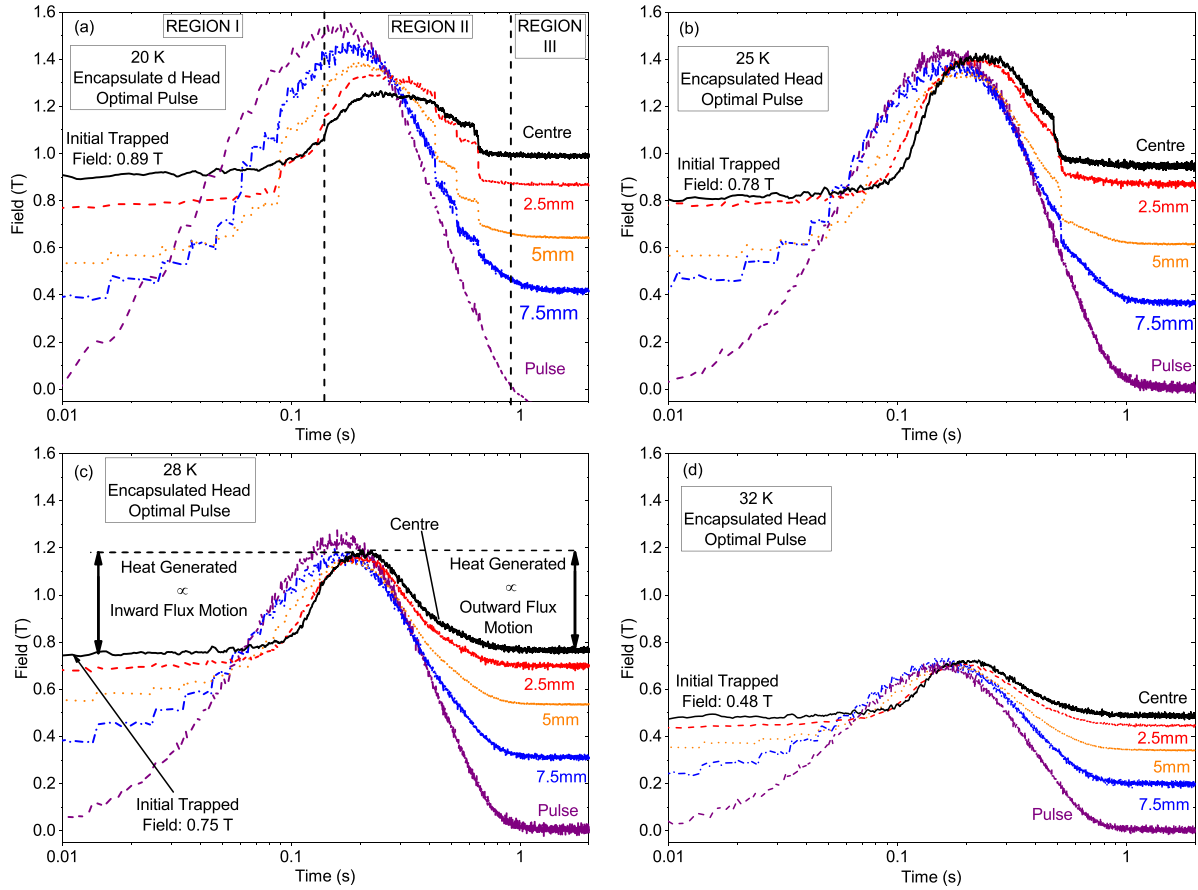 (a)
REGION I
REGION II
REGION
III
20 K
Encapsulate d Head
Optimal Pulse
Initial Trapped
Field: 0.89 T
Centre
2.5mm
5mm
7.5mm
Pulse
1.6
1.4
1.2
1.0
0.8
0.6
0.4
0.2
0.0
Field (T)
0.01
0.1
1
Time (s)
(b)
25 K
Encapsulated Head
Optimal Pulse
Initial Trapped
Field: 0.78 T
Centre
2.5mm
5mm
7.5mm
Pulse
1.6
1.4
1.2
1.0
0.8
0.6
0.4
0.2
0.0
Field (T)
0.01
0.1
1
Time (s)
(c)
28 K
Encapsulated Head
Optimal Pulse
Centre
Heat Generated
∝
Inward Flux Motion
Heat Generated
∝
Outward Flux
Motion
2.5mm
5mm
7.5mm
Pulse
Initial Trapped
Field: 0.75 T
1.6
1.4
1.2
1.0
0.8
0.6
0.4
0.2
0.0
Field (T)
0.01
0.1
1
Time (s)
(d)
32 K
Encapsulated Head
Optimal Pulse
Initial Trapped
Field: 0.48 T
Centre
2.5mm
5mm
7.5mm
Pulse
1.6
1.4
1.2
1.0
0.8
0.6
0.4
0.2
0.0
Field (T)
0.01
0.1
1
Time (s)